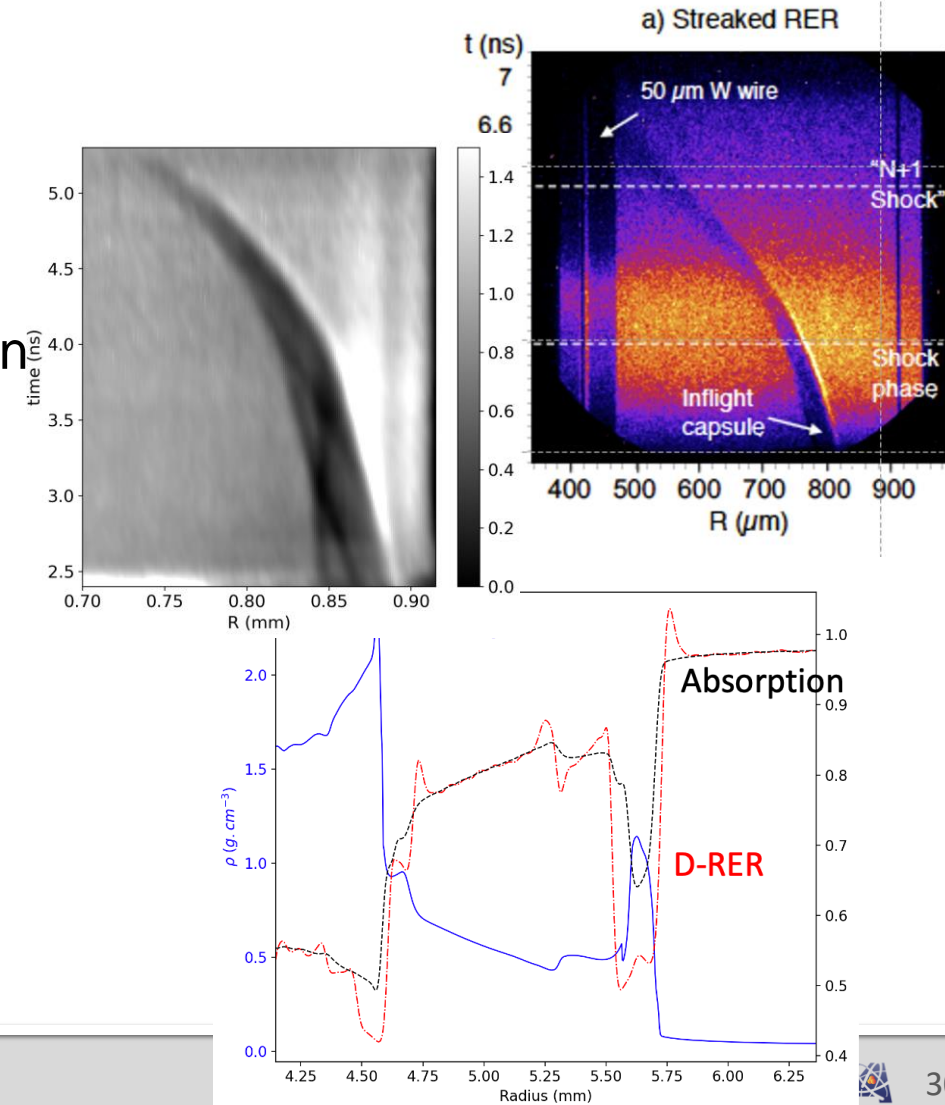 a) Streaked RER
t (ns)
7
6.6
50 µm W wire
"N+1
Shock"
Shock
phase
Inflight
capsule
400 500 600 700 800 900
R (µm)
n
time (ns)
5.0
4.5
4.0
3.5
3.0
2.5
0.70 0.75 0.80 0.85 0.90
R (mm)
1.4
1.2
1.0
0.8
0.6
0.4
0.2
0.0
ρ (g.cm⁻³)
2.0
1.5
1.0
0.5
0.0
Absorption
D-RER
1.0
0.9
0.8
0.7
0.6
0.5
0.4
4.25 4.50 4.75 5.00 5.25 5.50 5.75 6.00 6.25
Radius (mm)